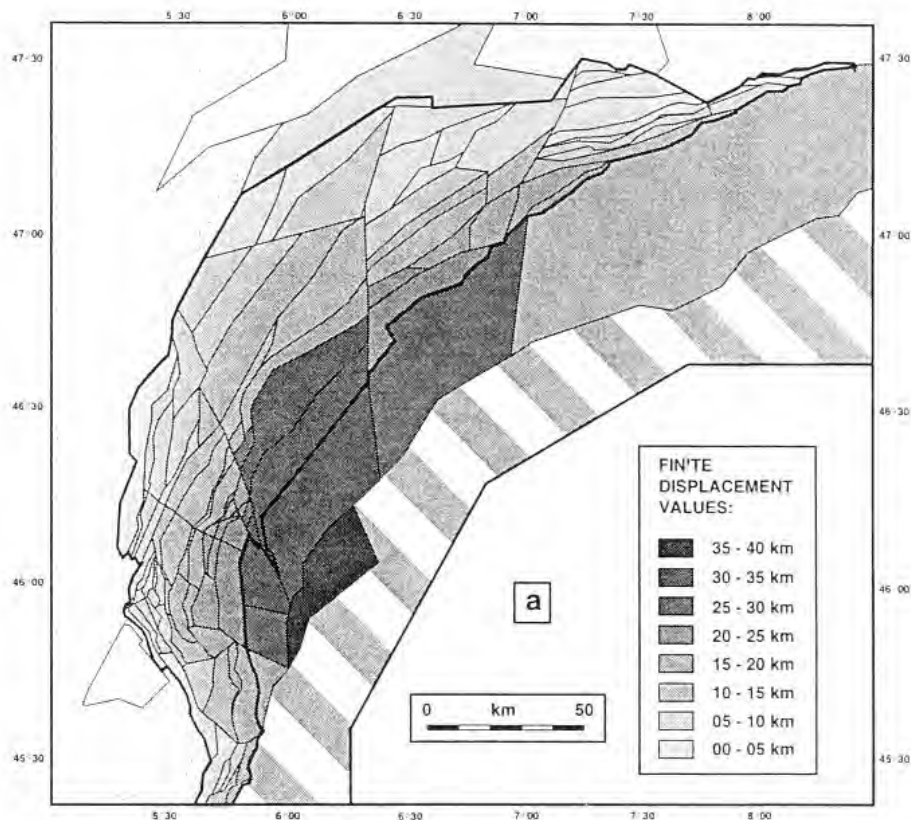 5 30 6 00 6 30 7 00 7 30 8 00
47 30 47 30
47 00 47 00
46 30 46 30
FIN'TE
DISPLACEMENT
VALUES:
35 - 40 km
30 - 35 km
25 - 30 km
20 - 25 km
15 - 20 km
10 - 15 km
05 - 10 km
00 - 05 km
46 00 46 00
a
0 km 50
45 30 45 30
5 30 6 00 6 30 7 00 7 30 8 00